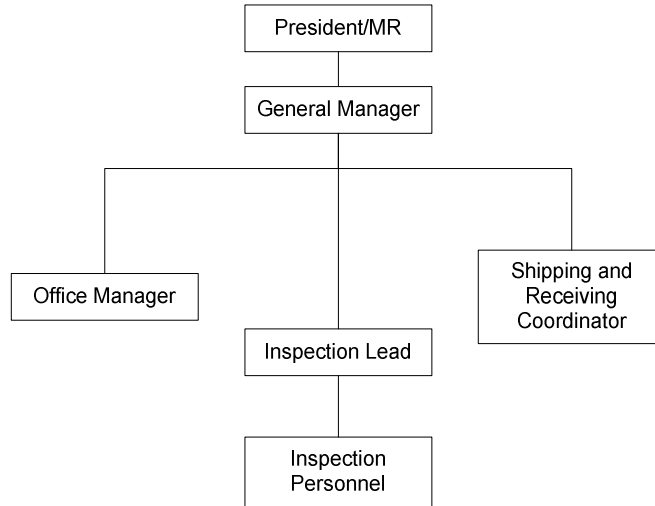 President/MR
General Manager
Office Manager
Shipping and
Receiving
Coordinator
Inspection Lead
Inspection
Personnel